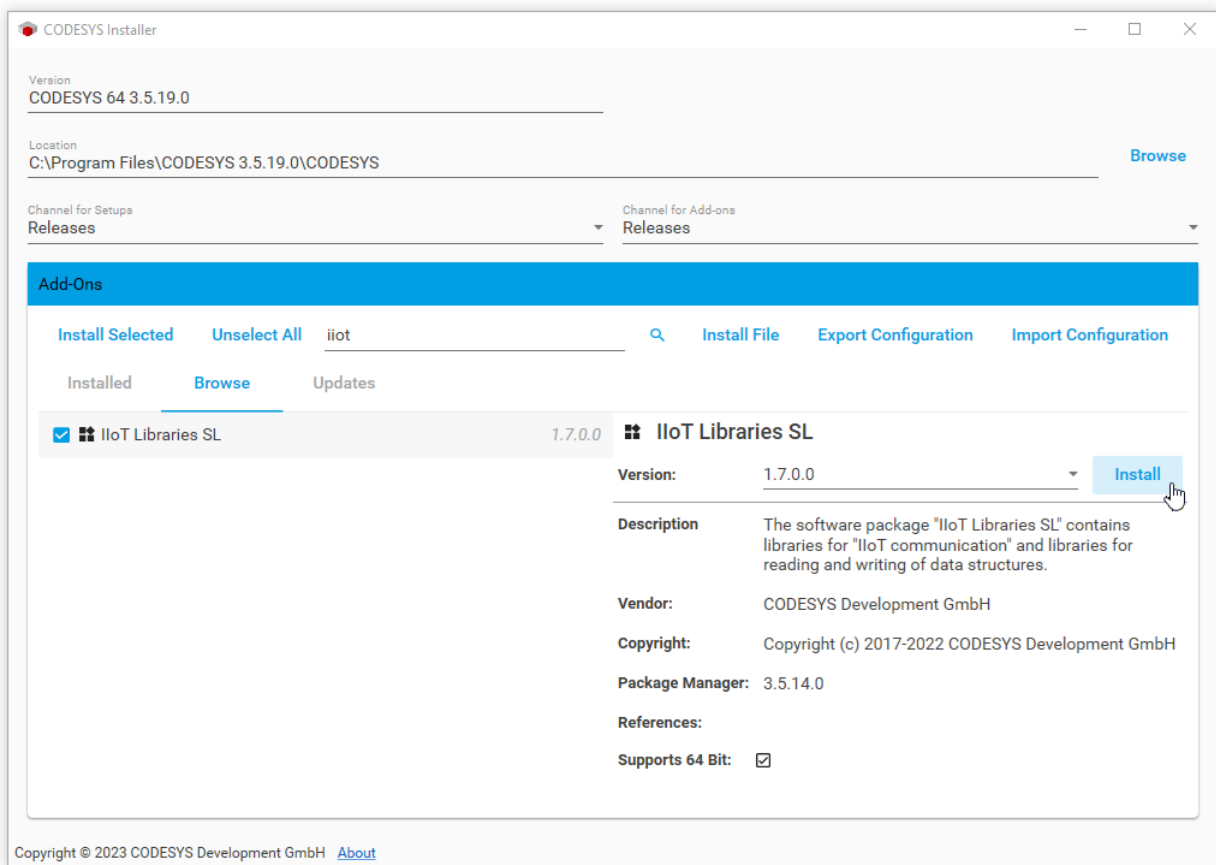 CODESYS Installer
Version
CODESYS 64 3.5.19.0
Location
C:\Program Files\CODESYS 3.5.19.0\CODESYS
Browse
Channel for Setups
Releases
Channel for Add-ons
Releases
Add-Ons
Install Selected
Unselect All
iiot
Install File
Export Configuration
Import Configuration
Installed
Browse
Updates
IIoT Libraries SL
1.7.0.0
IIoT Libraries SL
Version:
1.7.0.0
Install
Description
The software package "IIoT Libraries SL" contains
libraries for "IIoT communication" and libraries for
reading and writing of data structures.
Vendor:
CODESYS Development GmbH
Copyright:
Copyright (c) 2017-2022 CODESYS Development GmbH
Package Manager:
3.5.14.0
References:
Supports 64 Bit:
Copyright © 2023 CODESYS Development GmbH
About